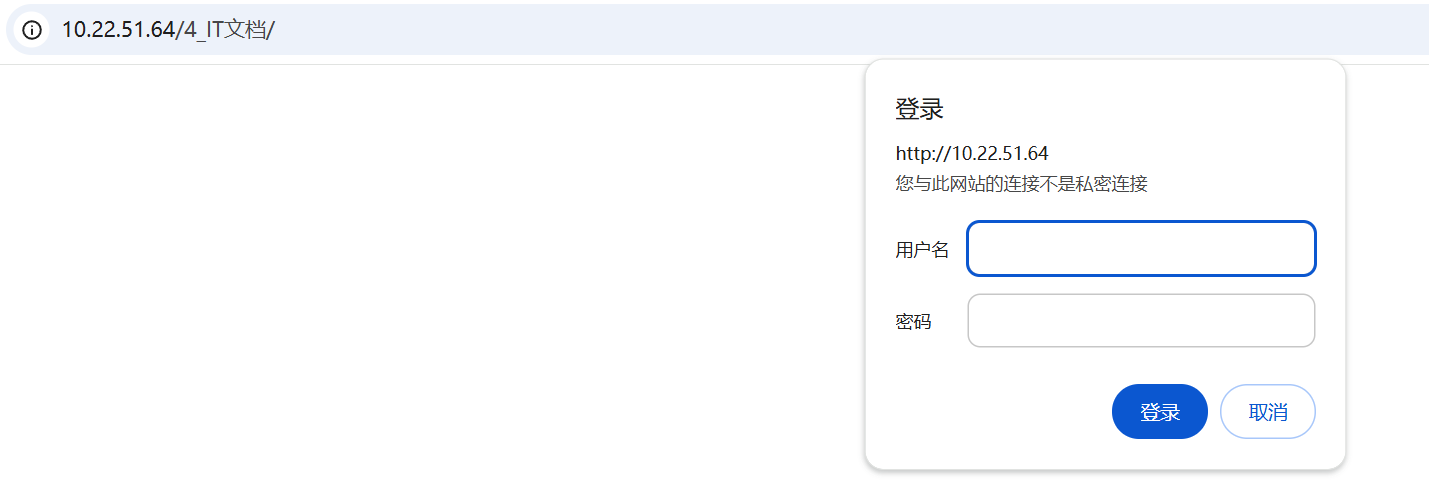 10.22.51.64/4_IT文档/
登录
http://10.22.51.64
您与此网站的连接不是私密连接
用户名
密码
登录 取消